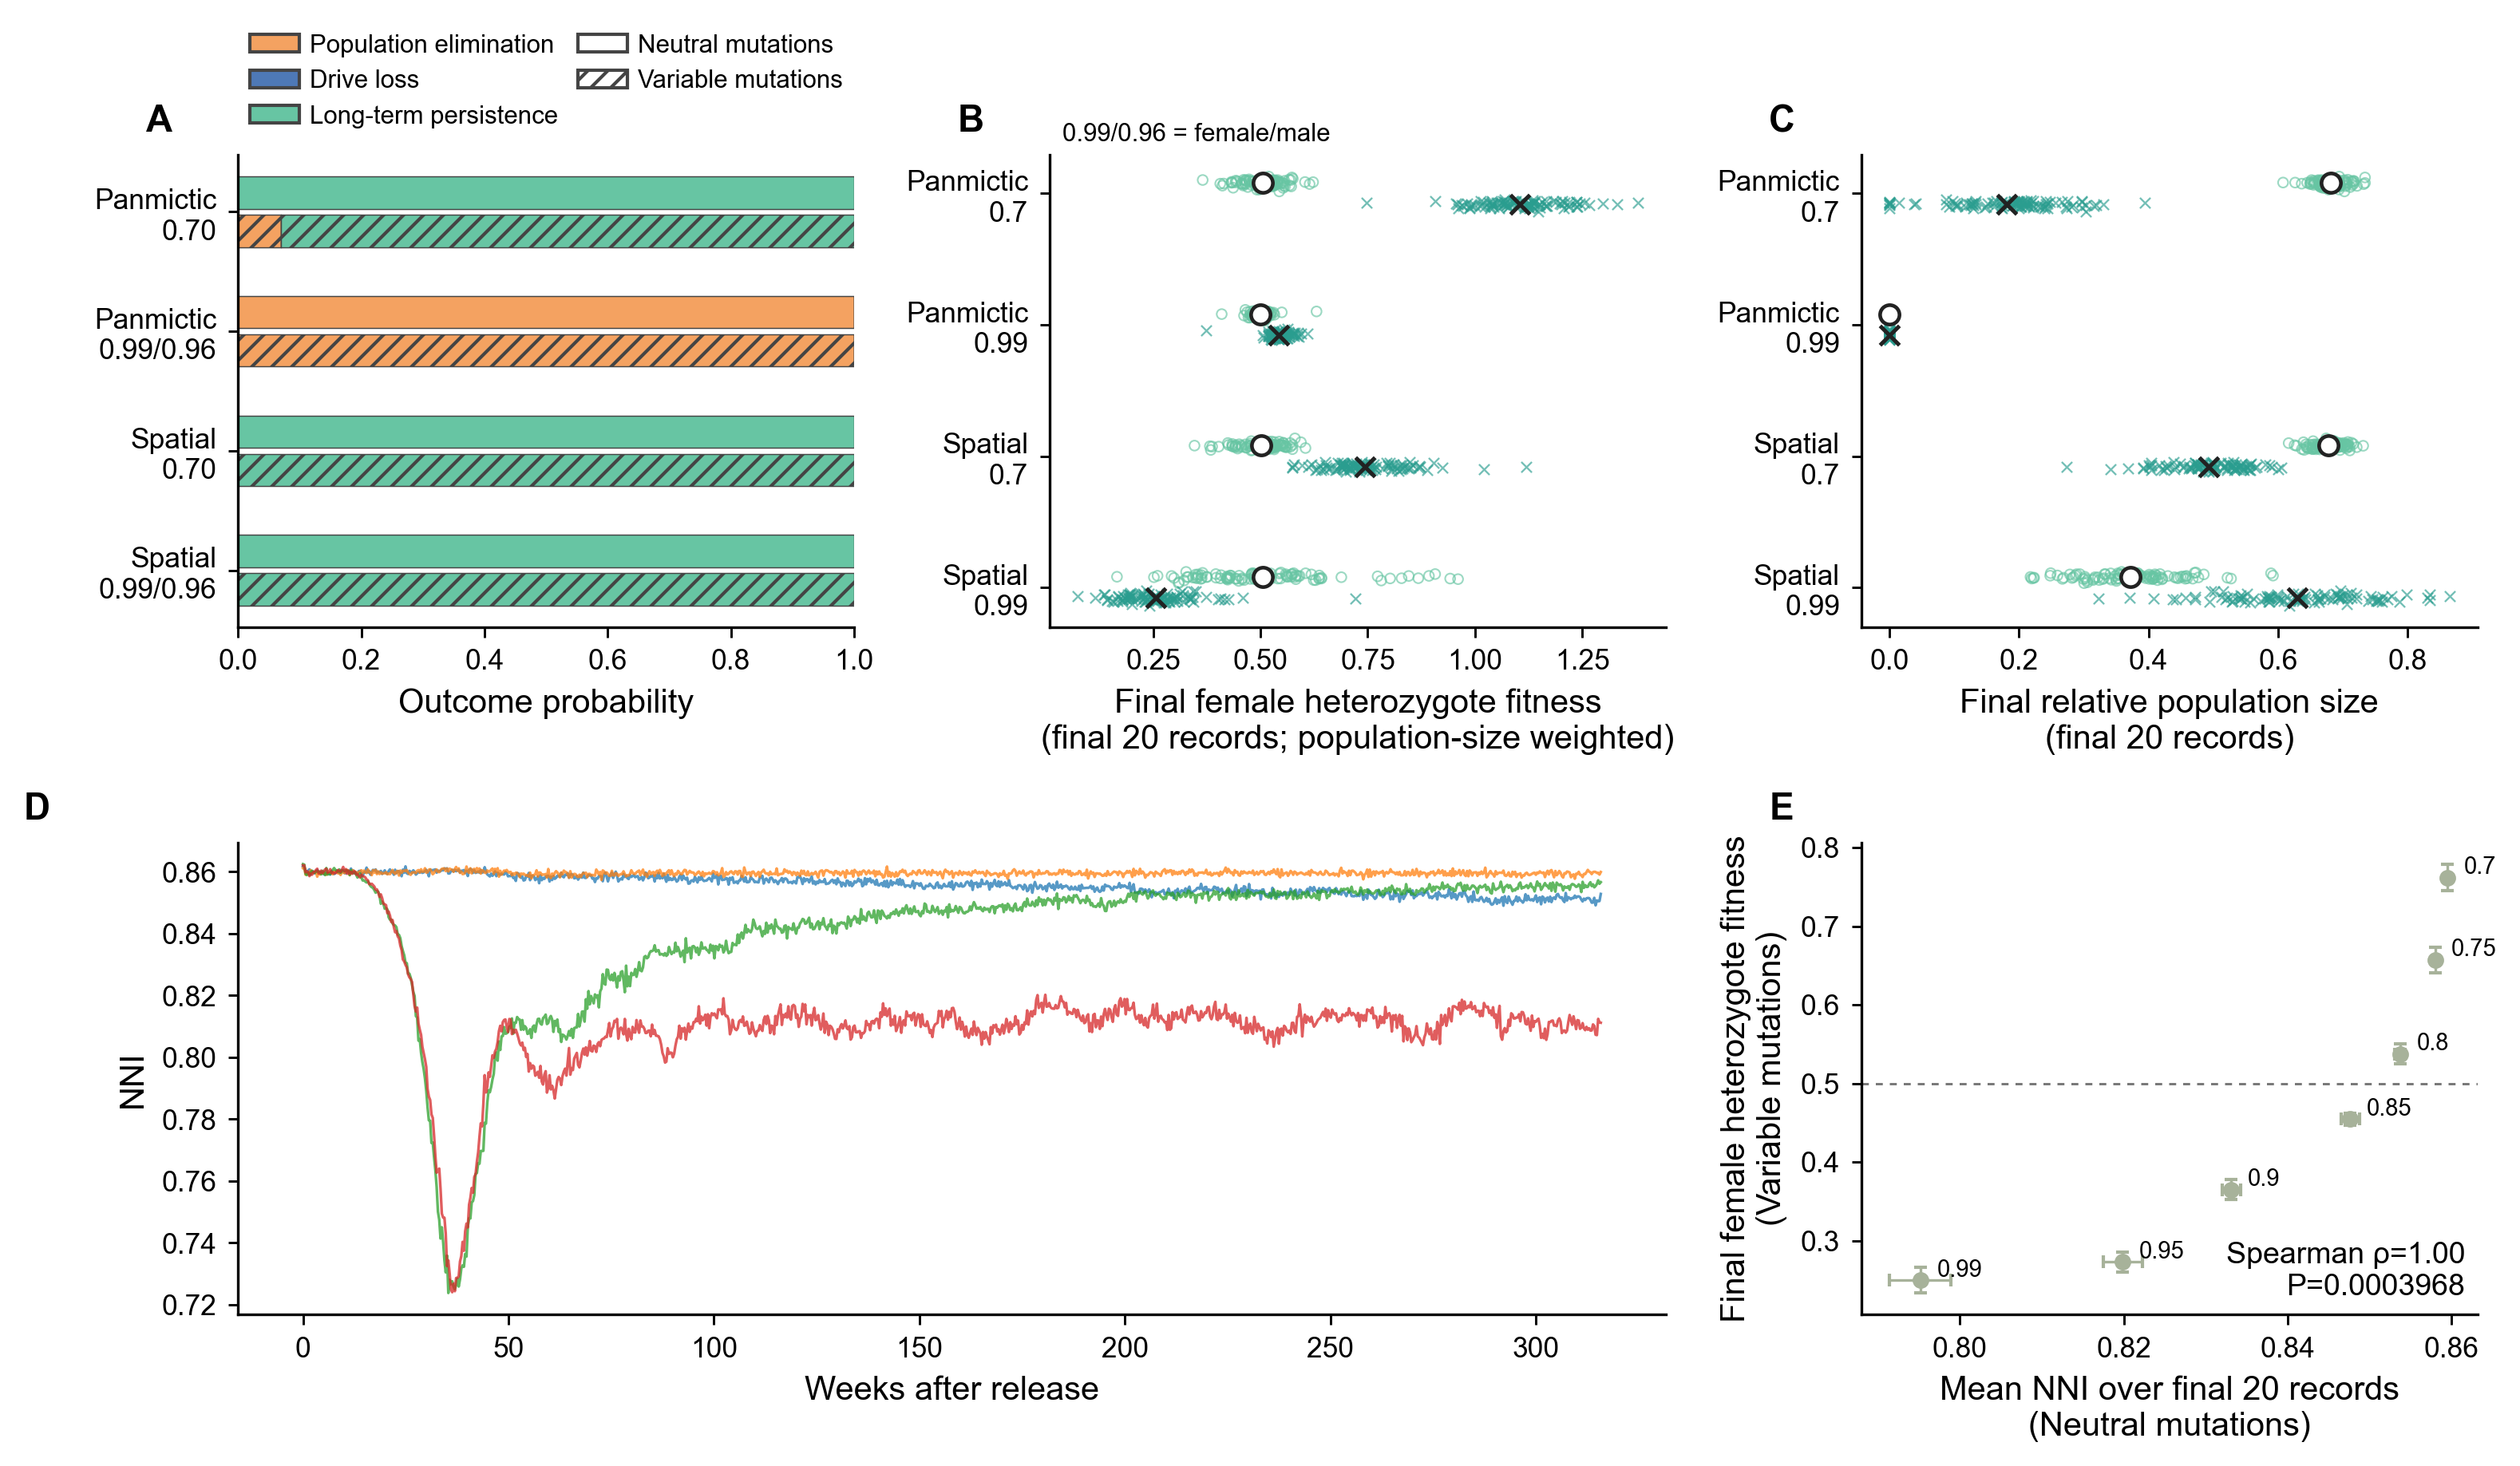 Population elimination
Neutral mutations
Drive loss
Variable mutations
Long-term persistence
A
Panmictic
0.70
Panmictic
0.99/0.96
Spatial
0.70
Spatial
0.99/0.96
0.0 0.2 0.4 0.6 0.8 1.0
Outcome probability
B
0.99/0.96 = female/male
Panmictic
0.7
Panmictic
0.99
Spatial
0.7
Spatial
0.99
0.25 0.50 0.75 1.00 1.25
Final female heterozygote fitness
(final 20 records; population-size weighted)
C
Panmictic
0.7
Panmictic
0.99
Spatial
0.7
Spatial
0.99
0.0 0.2 0.4 0.6 0.8
Final relative population size
(final 20 records)
D
NNI
0.86
0.84
0.82
0.80
0.78
0.76
0.74
0.72
0 50 100 150 200 250 300
Weeks after release
E
Final female heterozygote fitness
(Variable mutations)
0.8
0.7
0.6
0.5
0.4
0.3
0.7
0.75
0.8
0.85
0.9
0.95
0.99
Spearman ρ=1.00
P=0.0003968
0.80 0.82 0.84 0.86
Mean NNI over final 20 records
(Neutral mutations)